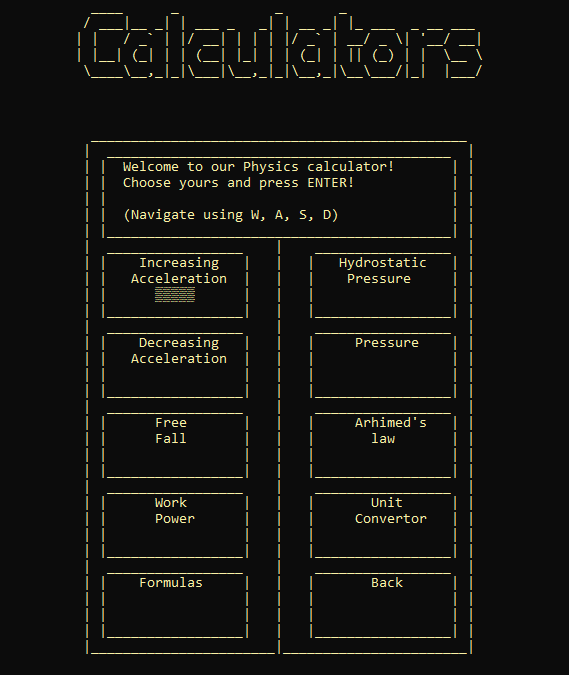 Calculators
Welcome to our Physics calculator!
Choose yours and press ENTER!
(Navigate using W, A, S, D)
Increasing
Acceleration
Hydrostatic
Pressure
Decreasing
Acceleration
Pressure
Free
Fall
Arhimed's
law
Work
Power
Unit
Convertor
Formulas
Back